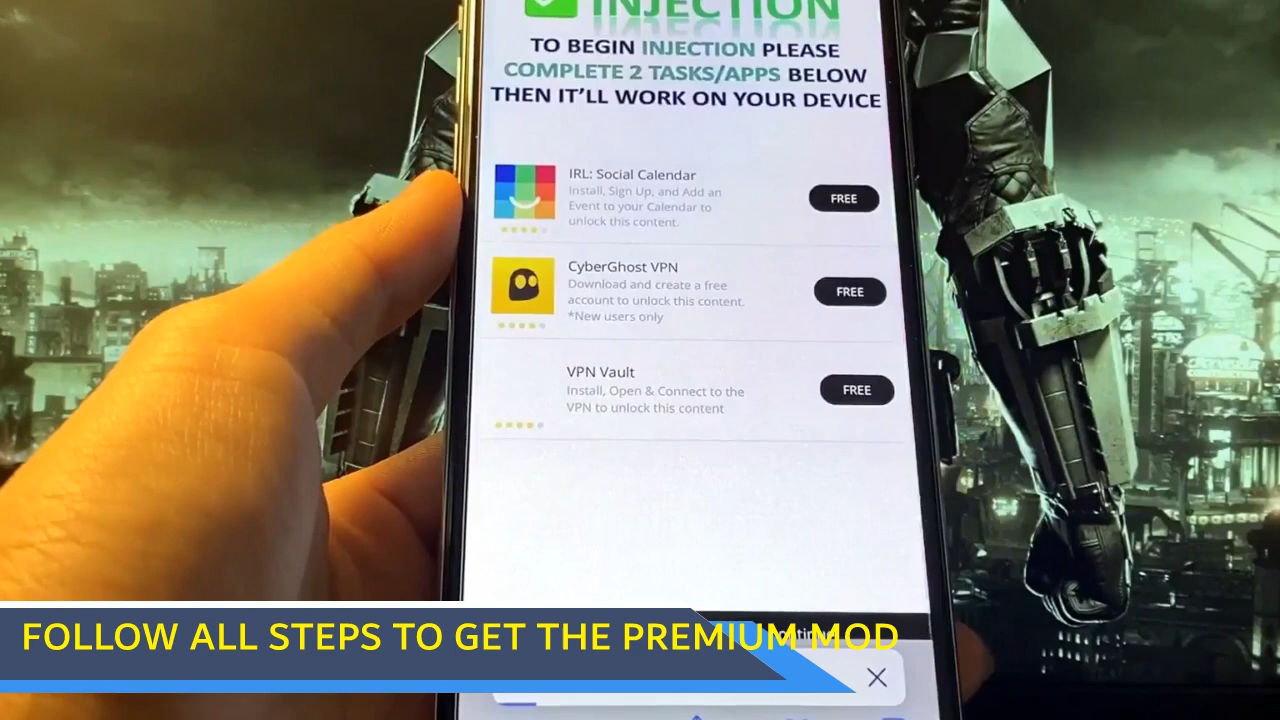 INJECTION
TO BEGIN INJECTION PLEASE
COMPLETE 2 TASKS/APPS BELOW
THEN IT'LL WORK ON YOUR DEVICE
IRL: Social Calendar
Install, Sign Up, and Add an
Event to your Calendar to
unlock this content.
FREE
CyberGhost VPN
Download and create a free
account to unlock this content.
*New users only
FREE
VPN Vault
Install, Open & Connect to the
VPN to unlock this content
FREE
FOLLOW ALL STEPS TO GET THE PREMIUM MOD